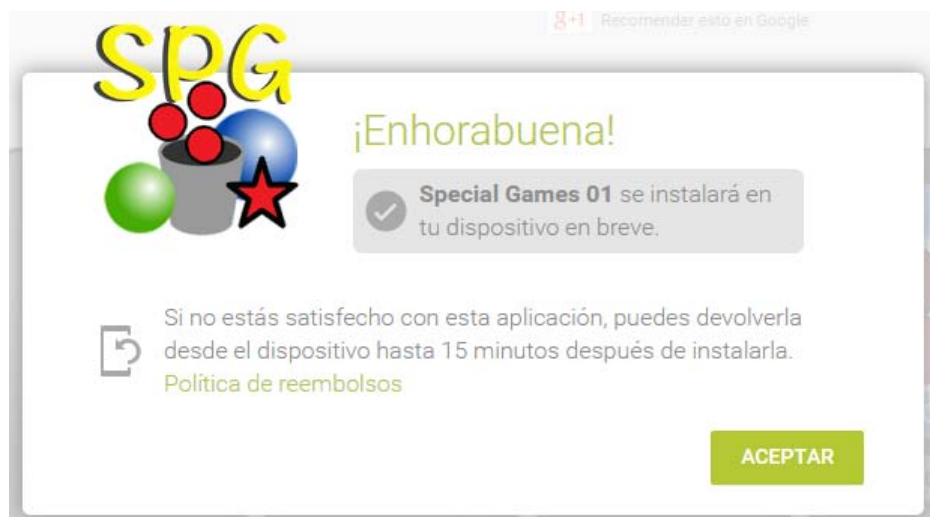 g+1 Recomendar esto en Google
SPG
¡Enhorabuena!
Special Games 01 se instalará en
tu dispositivo en breve.
Si no estás satisfecho con esta aplicación, puedes devolverla
desde el dispositivo hasta 15 minutos después de instalarla.
Política de reembolsos
ACEPTAR